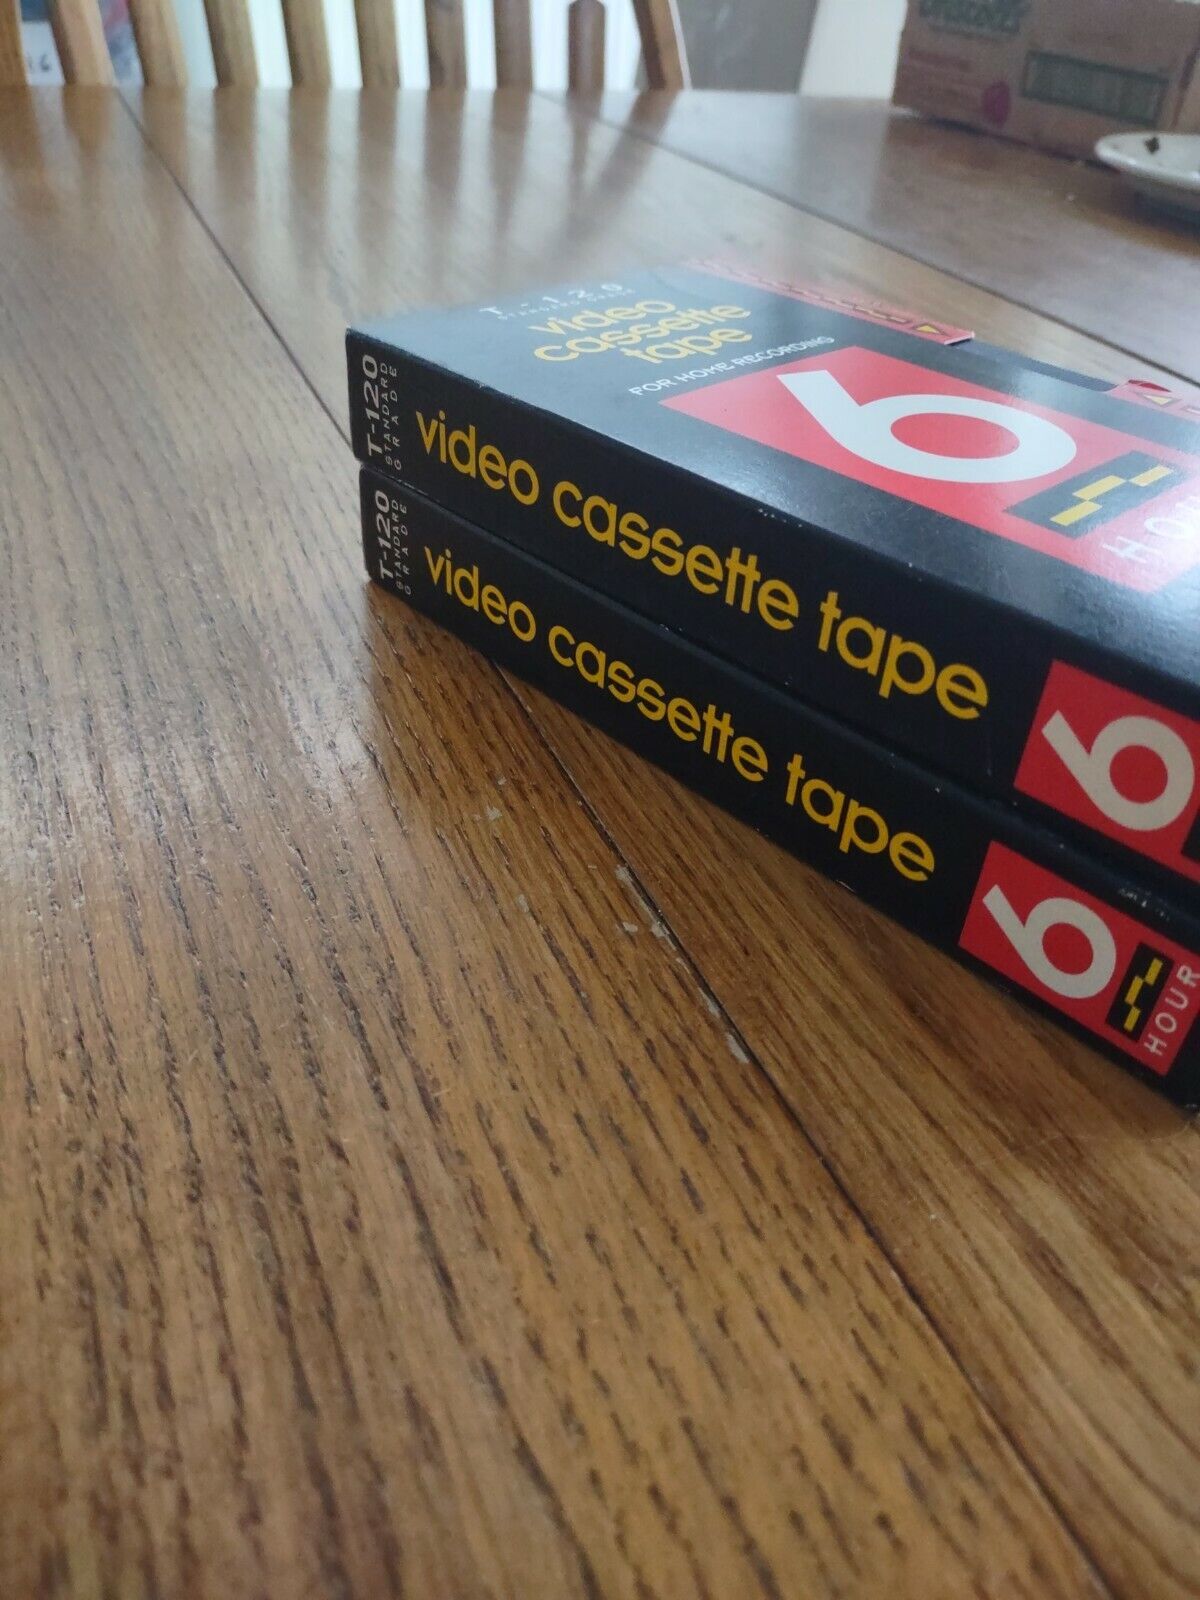 T-120
STANDARD GRADE
video
cassette
tape
FOR HOME RECORDING
6
HO
T-120
STANDARD
GRADE
video cassette tape
6
T-120
STANDARD
GRADE
video cassette tape
6
HOUR